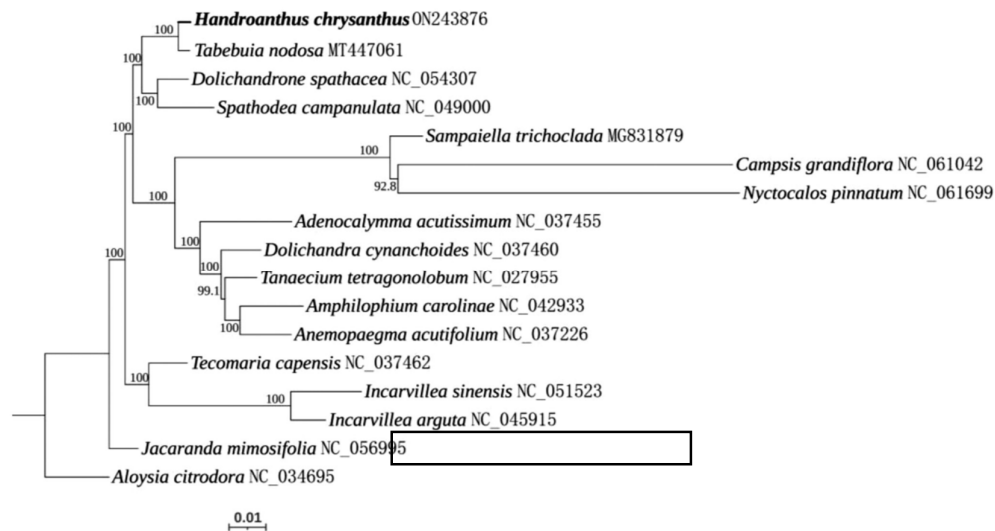 Handroanthus chrysanthus ON243876
100
Tabebuia nodosa MT447061
100
Dolichandrone spathacea NC_054307
100
Spathodea campanulata NC_049000
100
Sampaiella trichoclada MG831879
100
Campsis grandiflora NC_061042
92.8
Nyctocalos pinnatum NC_061699
100
Adenocalymma acutissimum NC_037455
100
Dolichandra cynanchoides NC_037460
100
Tanaecium tetragonolobum NC_027955
99.1
Amphilophium carolinae NC_042933
100
Anemopaegma acutifolium NC_037226
100
Tecomaria capensis NC_037462
100
Incarvillea sinensis NC_051523
100
Incarvillea arguta NC_045915
Jacaranda mimosifolia NC_056995
Aloysia citrodora NC_034695
0.01